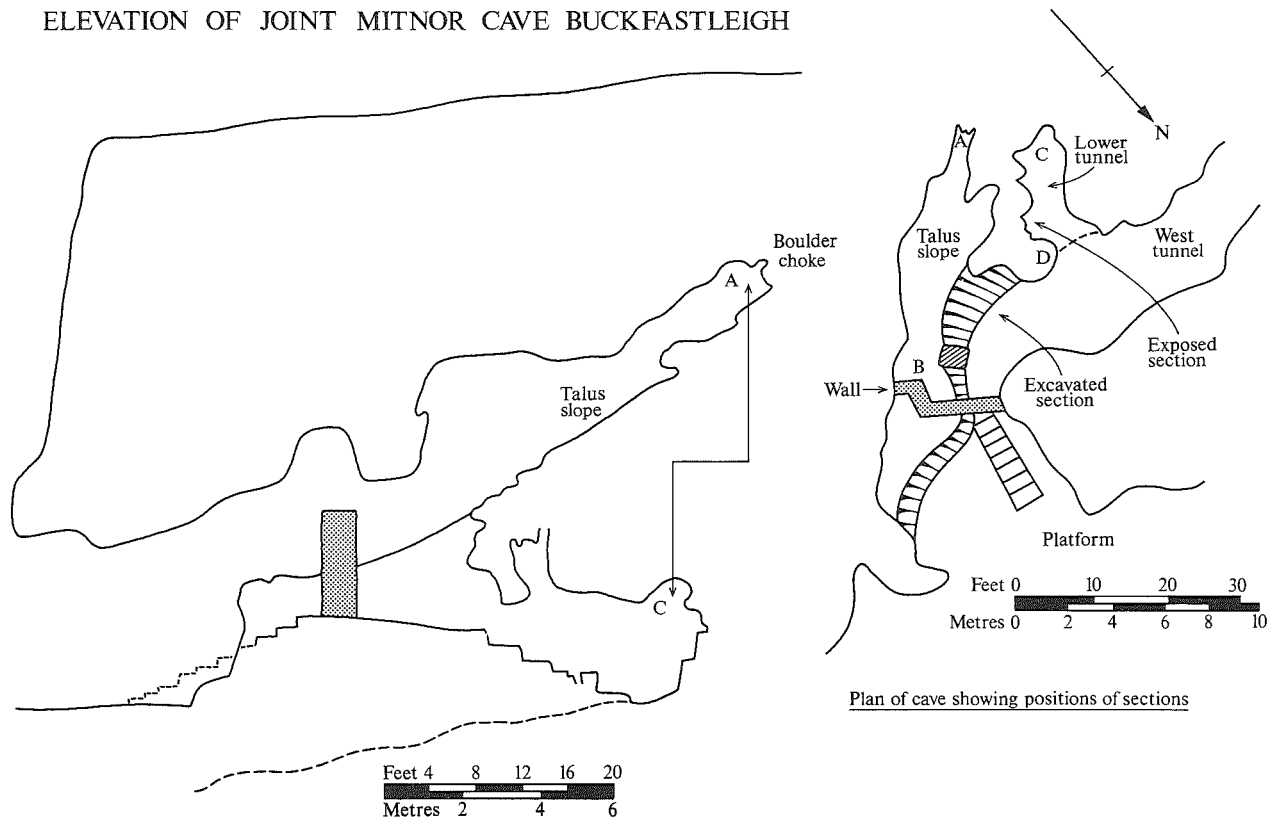 ELEVATION OF JOINT MITNOR CAVE BUCKFASTLEIGH
Boulder
choke
A
Talus
slope
C
Feet 4 8 12 16 20
Metres 2 4 6
N
A
C
Lower
tunnel
Talus
slope
D
West
tunnel
Exposed
section
B
Excavated
section
Wall
Platform
Feet 0 10 20 30
Metres 0 2 4 6 8 10
Plan of cave showing positions of sections